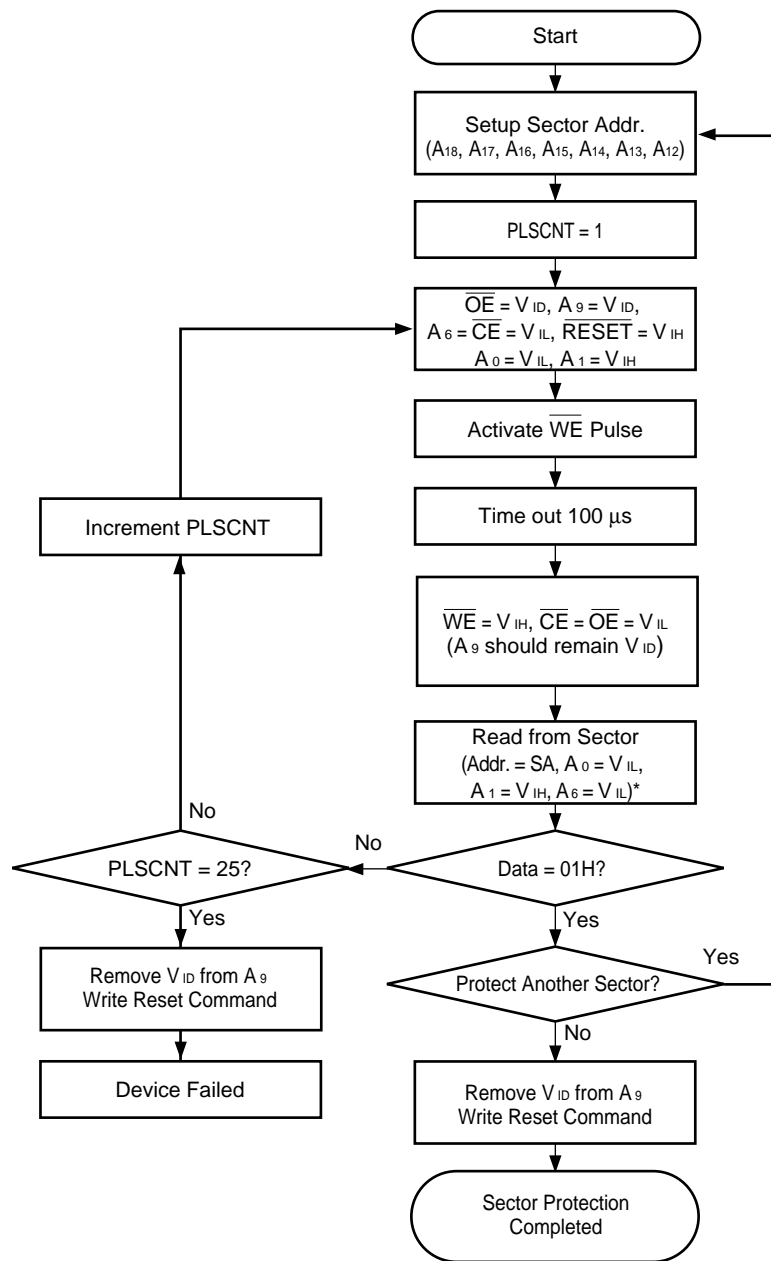 Start
Setup Sector Addr.
(A18, A17, A16, A15, A14, A13, A12)
PLSCNT = 1
OE = VID, A9 = VID,
A6 = CE = VIL, RESET = VIH
A0 = VIL, A1 = VIH
Activate WE Pulse
Increment PLSCNT
Time out 100 µs
WE = VIH, CE = OE = VIL
(A9 should remain VID)
Read from Sector
(Addr. = SA, A0 = VIL,
A1 = VIH, A6 = VIL)*
No
No
PLSCNT = 25?
Data = 01H?
Yes
Yes
Yes
Remove VID from A9
Write Reset Command
Protect Another Sector?
No
Device Failed
Remove VID from A9
Write Reset Command
Sector Protection
Completed